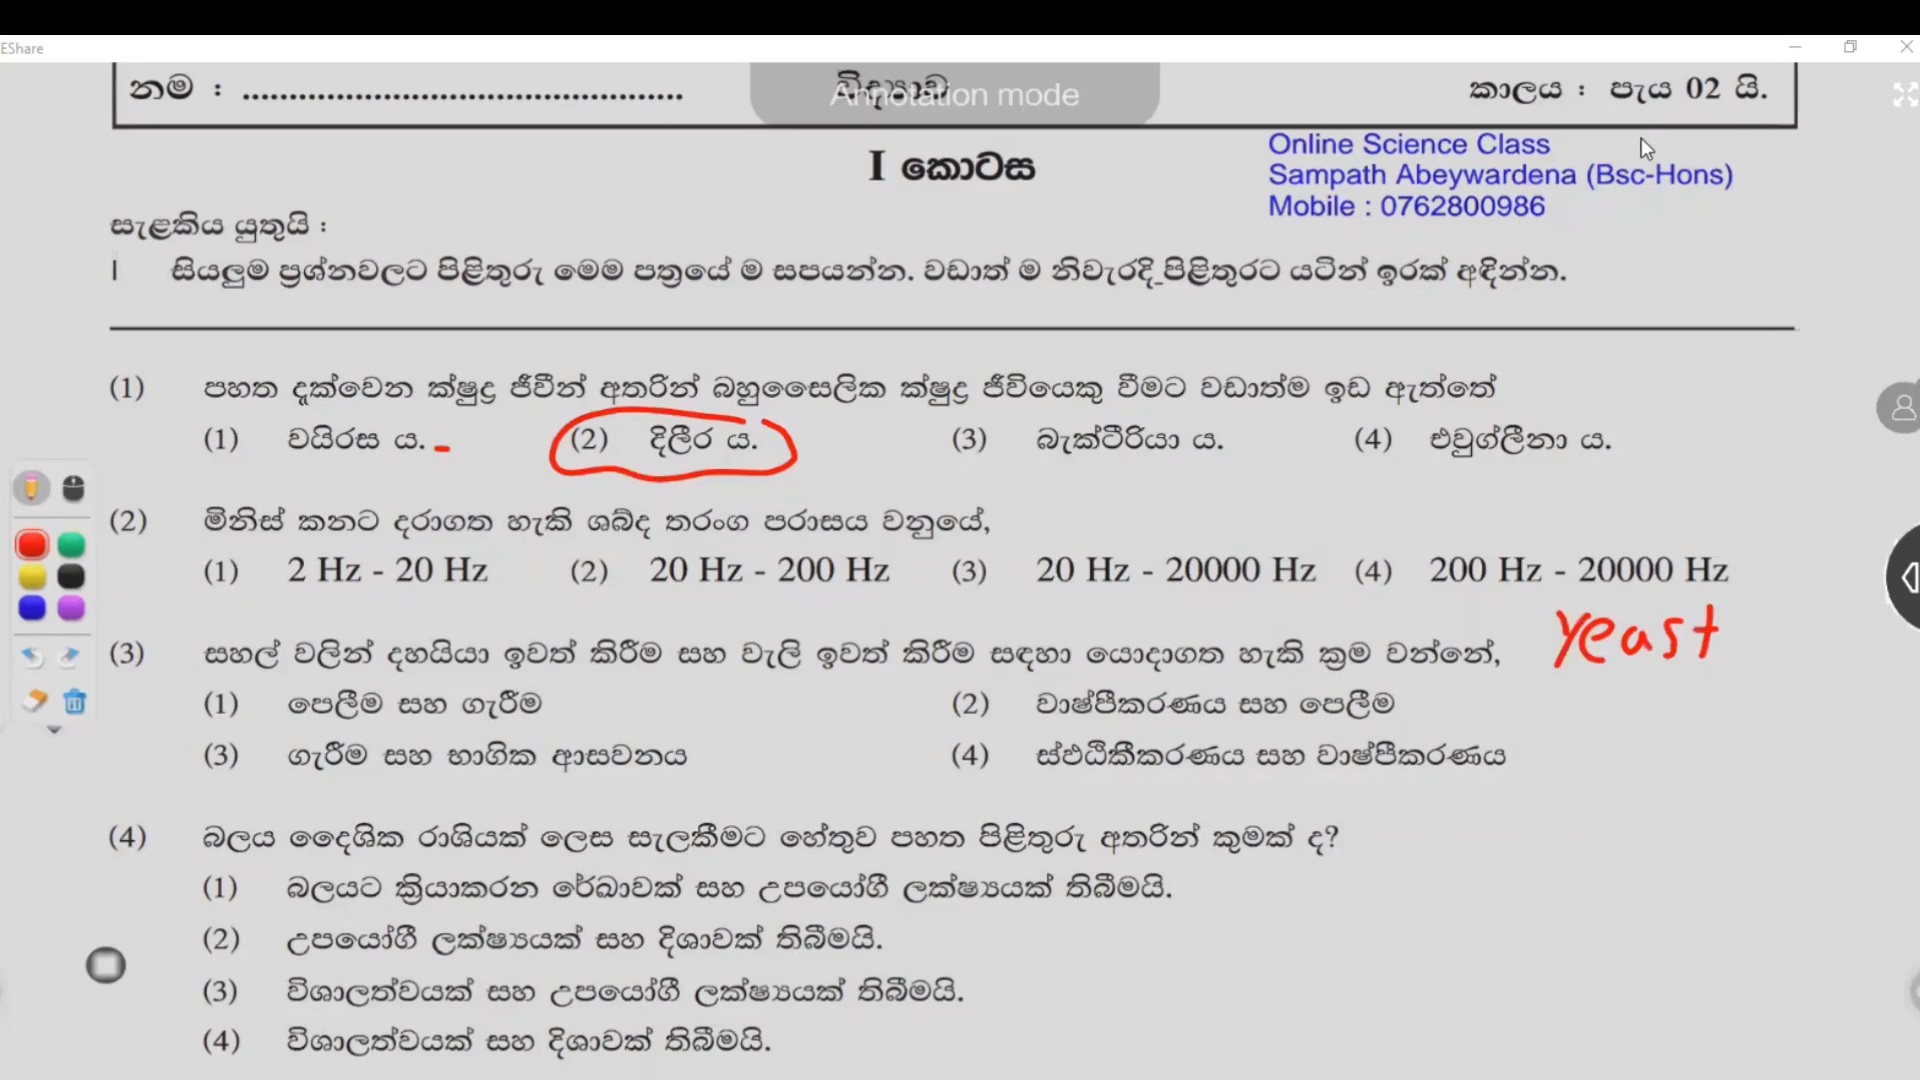 EShare
නම : ................................................
විද්‍යාව
Annotation mode
කාලය : පැය 02 යි.
I කොටස
Online Science Class
Sampath Abeywardena (Bsc-Hons)
Mobile : 0762800986
සැළකිය යුතුයි :
සියලුම ප්‍රශ්නවලට පිළිතුරු මෙම පත්‍රයේ ම සපයන්න. වඩාත් ම නිවැරදි පිළිතුරට යටින් ඉරක් අඳින්න.
(1) පහත දැක්වෙන ක්ෂුද්‍ර ජීවීන් අතරින් බහුසෛලික ක්ෂුද්‍ර ජීවියෙකු වීමට වඩාත්ම ඉඩ ඇත්තේ
(1) වයිරස ය. (2) දිලීර ය. (3) බැක්ටීරියා ය. (4) එවුග්ලීනා ය.
(2) මිනිස් කනට දරාගත හැකි ශබ්ද තරංග පරාසය වනුයේ,
(1) 2 Hz - 20 Hz (2) 20 Hz - 200 Hz (3) 20 Hz - 20000 Hz (4) 200 Hz - 20000 Hz
yeast
(3) සහල් වලින් දහයියා ඉවත් කිරීම සහ වැලි ඉවත් කිරීම සඳහා යොදාගත හැකි ක්‍රම වන්නේ,
(1) පෙලීම සහ ගැරීම (2) වාෂ්පීකරණය සහ පෙලීම
(3) ගැරීම සහ භාගික ආසවනය (4) ස්ඵඨිකීකරණය සහ වාෂ්පීකරණය
(4) බලය දෛශික රාශියක් ලෙස සැලකීමට හේතුව පහත පිළිතුරු අතරින් කුමක් ද?
(1) බලයට ක්‍රියාකරන රේඛාවක් සහ උපයෝගී ලක්ෂ්‍යයක් තිබීමයි.
(2) උපයෝගී ලක්ෂ්‍යයක් සහ දිශාවක් තිබීමයි.
(3) විශාලත්වයක් සහ උපයෝගී ලක්ෂ්‍යයක් තිබීමයි.
(4) විශාලත්වයක් සහ දිශාවක් තිබීමයි.